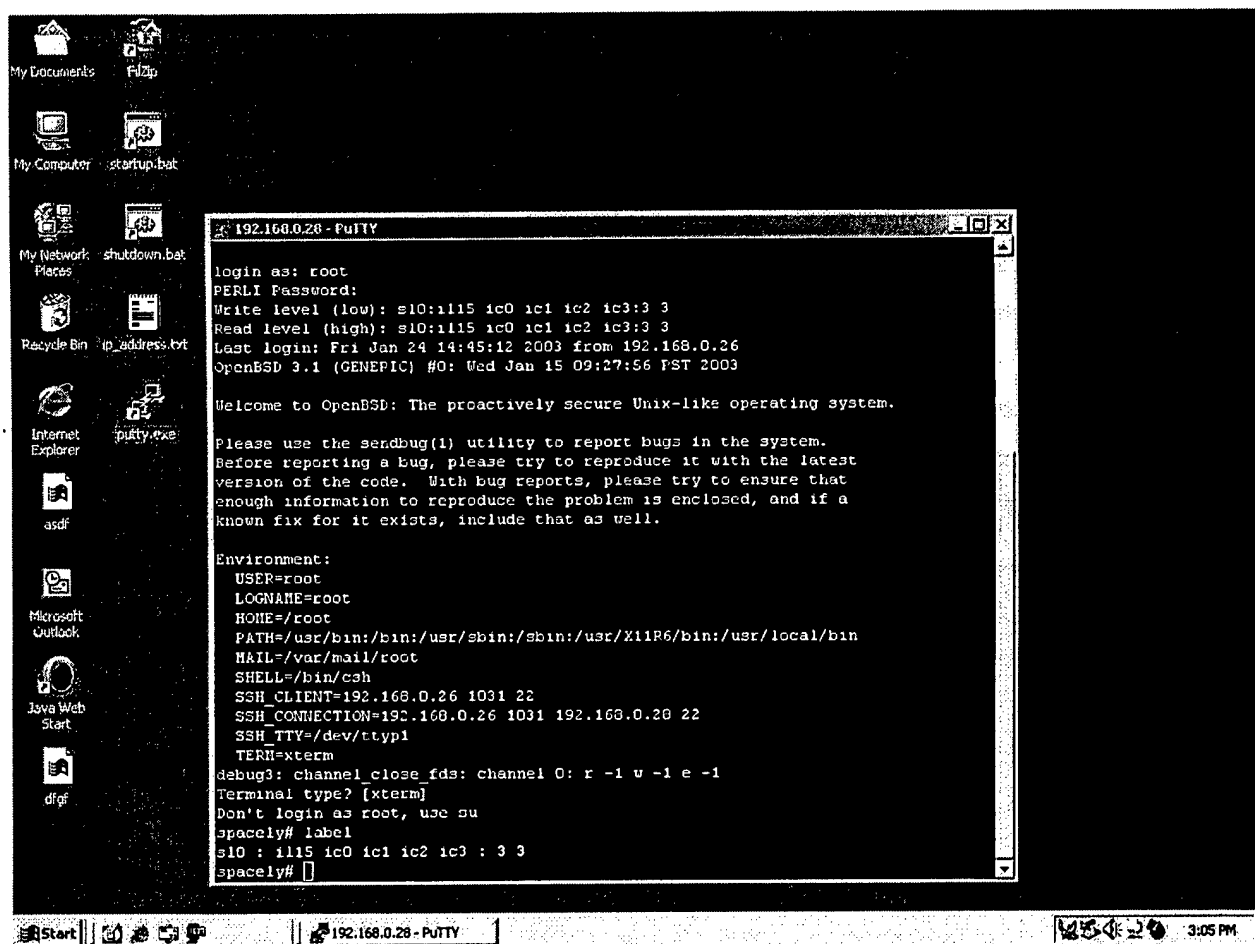 My Documents
FilZip
My Computer
startup.bat
My Network Places
shutdown.bat
Recycle Bin
ip_address.txt
Internet Explorer
putty.exe
asdf
Microsoft Outlook
Java Web Start
dfgf
192.168.0.28 - PuTTY
login as: root
PERLI Password:
Write level (low): sl0:il15 ic0 ic1 ic2 ic3:3 3
Read level (high): sl0:il15 ic0 ic1 ic2 ic3:3 3
Last login: Fri Jan 24 14:45:12 2003 from 192.168.0.26
OpenBSD 3.1 (GENERIC) #0: Wed Jan 15 09:27:56 PST 2003
Welcome to OpenBSD: The proactively secure Unix-like operating system.
Please use the sendbug(1) utility to report bugs in the system.
Before reporting a bug, please try to reproduce it with the latest
version of the code.  With bug reports, please try to ensure that
enough information to reproduce the problem is enclosed, and if a
known fix for it exists, include that as well.
Environment:
USER=root
LOGNAME=root
HOME=/root
PATH=/usr/bin:/bin:/usr/sbin:/sbin:/usr/X11R6/bin:/usr/local/bin
MAIL=/var/mail/root
SHELL=/bin/csh
SSH_CLIENT=192.168.0.26 1031 22
SSH_CONNECTION=192.168.0.26 1031 192.168.0.28 22
SSH_TTY=/dev/ttyp1
TERM=xterm
debug3: channel_close_fds: channel 0: r -1 w -1 e -1
Terminal type? [xterm]
Don't login as root, use su
spacely# label
sl0 : il15 ic0 ic1 ic2 ic3 : 3 3
spacely#
Start
192.168.0.28 - PuTTY
3:05 PM